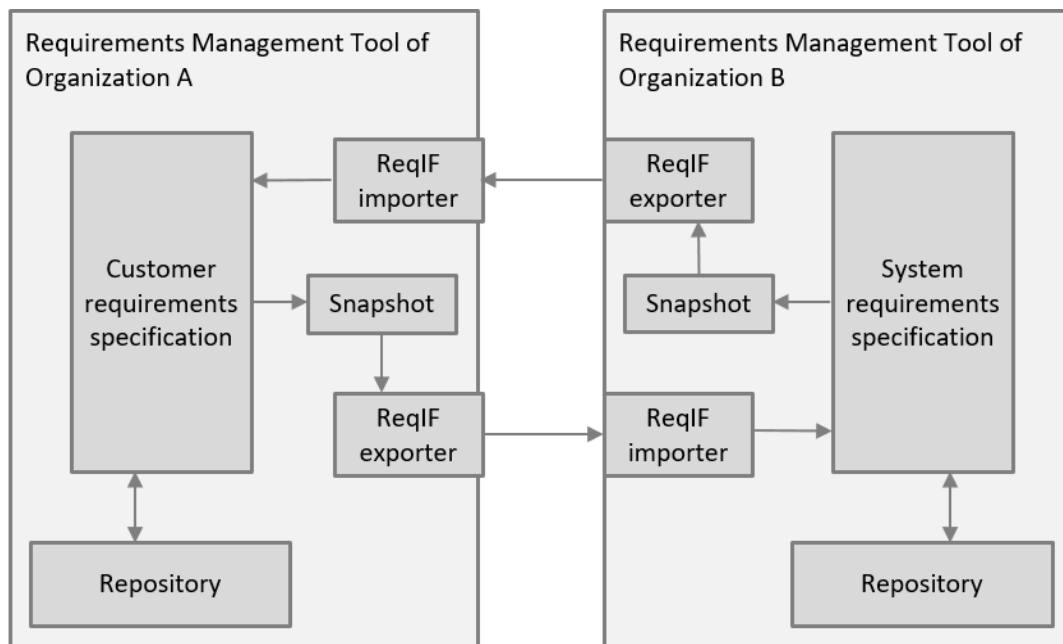 Requirements Management Tool of
Organization A
ReqIF
importer
Customer
requirements
specification
Snapshot
ReqIF
exporter
Repository
Requirements Management Tool of
Organization B
ReqIF
exporter
Snapshot
System
requirements
specification
ReqIF
importer
Repository